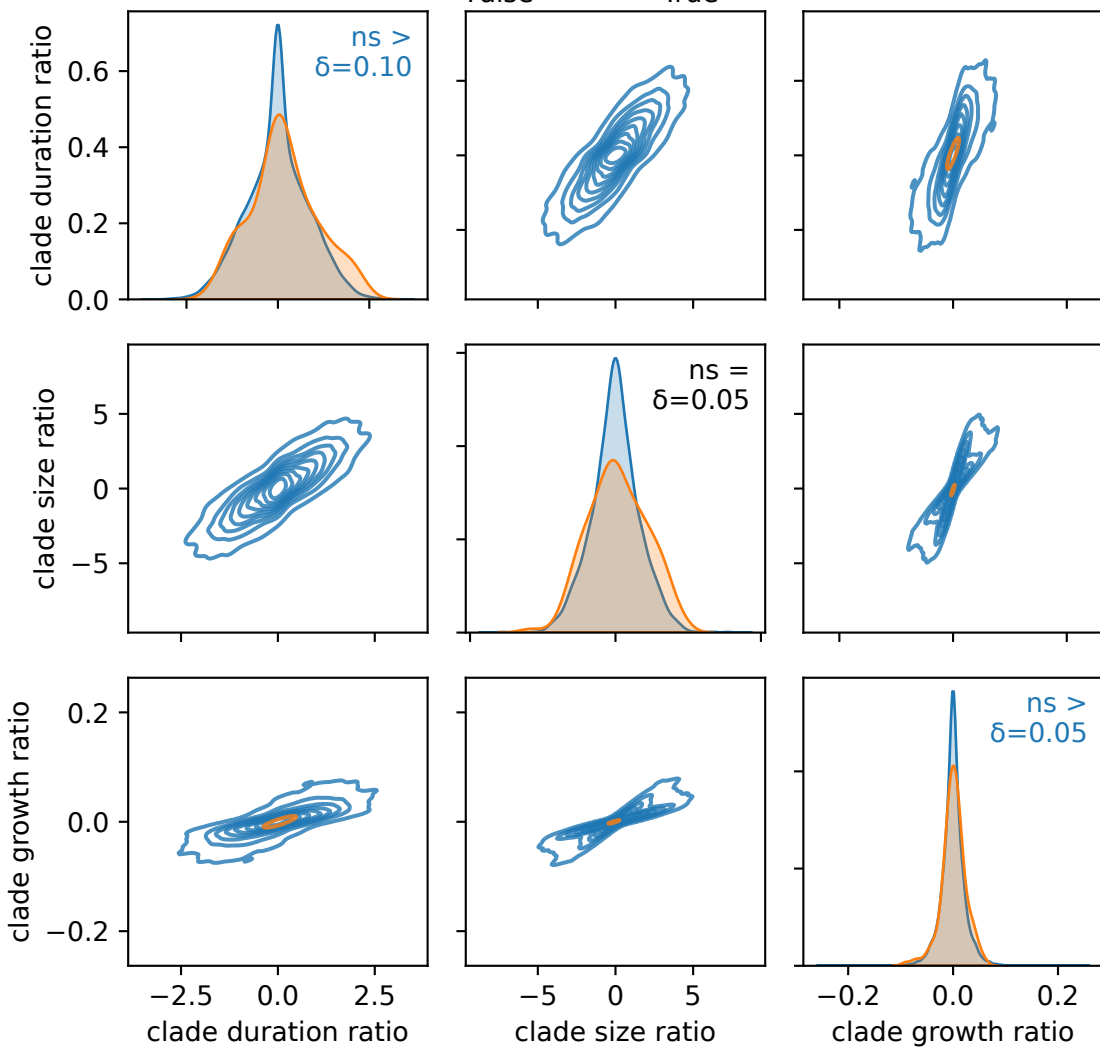 clade duration ratio
0.6
0.4
0.2
0.0
ns >
δ=0.10
clade size ratio
5
0
−5
ns =
δ=0.05
clade growth ratio
0.2
0.0
−0.2
ns >
δ=0.05
−2.5 0.0 2.5
clade duration ratio
−5 0 5
clade size ratio
−0.2 0.0 0.2
clade growth ratio